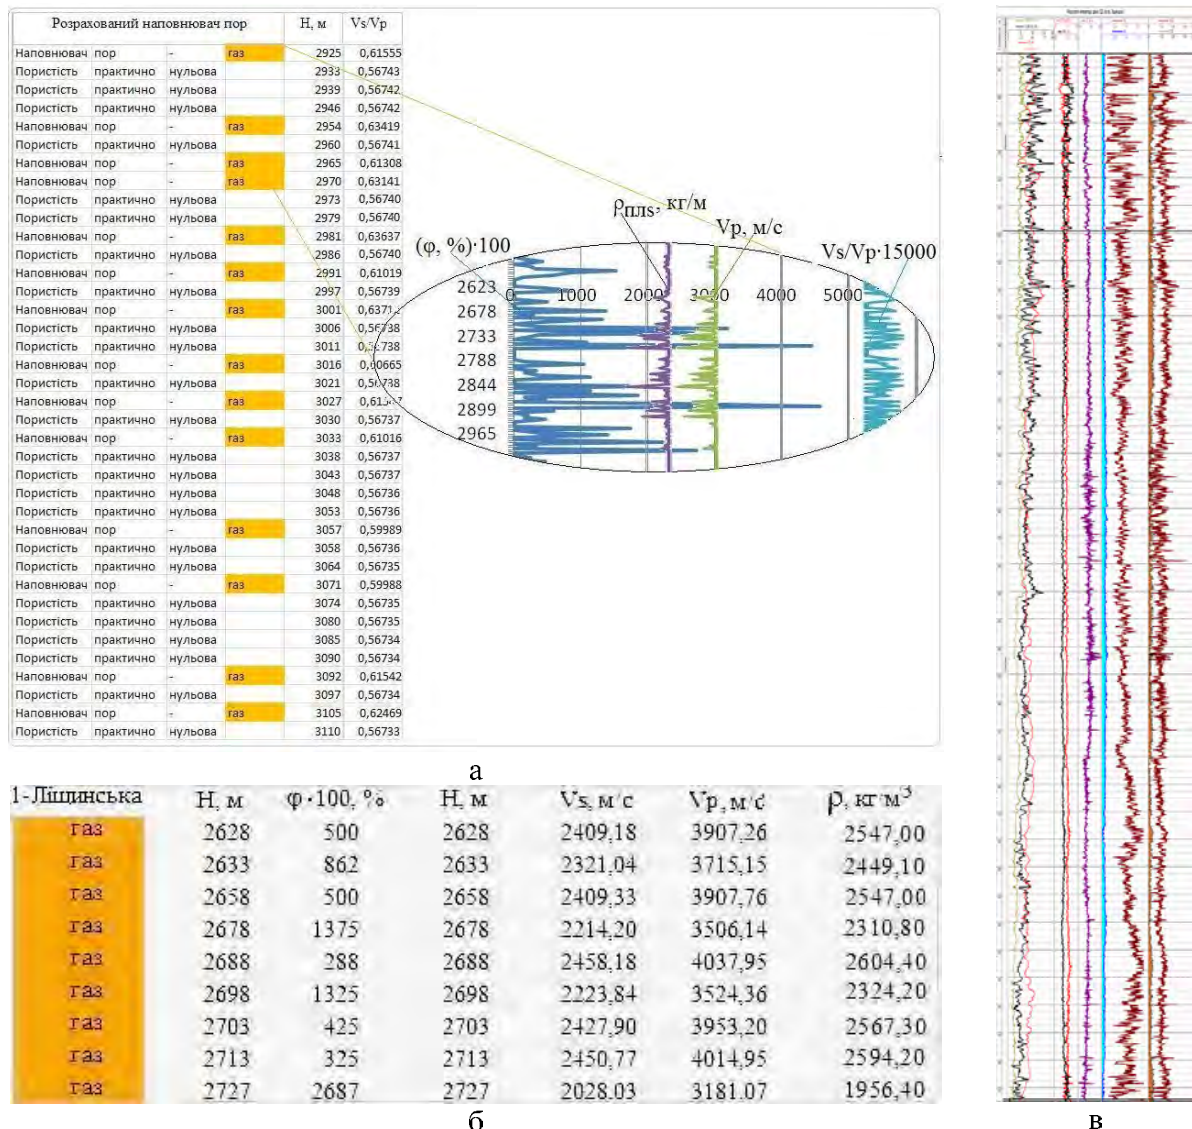 Розрахований наповнювач пор H, м Vs/Vp
Наповнювач пор - газ 2925 0,61555
Пористість практично нульова 2933 0,56743
Пористість практично нульова 2939 0,56742
Пористість практично нульова 2946 0,56742
Наповнювач пор - газ 2954 0,63419
Пористість практично нульова 2960 0,56741
Наповнювач пор - газ 2965 0,61308
Наповнювач пор - газ 2970 0,63141
Пористість практично нульова 2973 0,56740
Пористість практично нульова 2979 0,56740
Наповнювач пор - газ 2981 0,63637
Пористість практично нульова 2986 0,56740
Наповнювач пор - газ 2991 0,61019
Пористість практично нульова 2997 0,56739
Наповнювач пор - газ 3001
Пористість практично нульова 3006 0,56738
Пористість практично нульова 3011
Наповнювач пор - газ 3016
Пористість практично нульова 3021 0,56738
Наповнювач пор - газ 3027
Пористість практично нульова 3030 0,56737
Наповнювач пор - газ 3033 0,61016
Пористість практично нульова 3038 0,56737
Пористість практично нульова 3043 0,56737
Пористість практично нульова 3048 0,56736
Пористість практично нульова 3053 0,56736
Наповнювач пор - газ 3057 0,59989
Пористість практично нульова 3058 0,56736
Пористість практично нульова 3064 0,56735
Наповнювач пор - газ 3071 0,59988
Пористість практично нульова 3074 0,56735
Пористість практично нульова 3080 0,56735
Пористість практично нульова 3085 0,56734
Пористість практично нульова 3090 0,56734
Наповнювач пор - газ 3092 0,61542
Пористість практично нульова 3097 0,56734
Наповнювач пор - газ 3105 0,62469
Пористість практично нульова 3110 0,56733
ρплs, кг/м
Vp, м/с
(φ, %)·100
Vs/Vp·15000
0 1000 2000 3000 4000 5000
2623
2678
2733
2788
2844
2899
2965
а
1-Ліщинська H, м φ·100, % H, м Vs, м/с Vp, м/с ρ, кг/м³
газ 2628 500 2628 2409,18 3907,26 2547,00
газ 2633 862 2633 2321,04 3715,15 2449,10
газ 2658 500 2658 2409,33 3907,76 2547,00
газ 2678 1375 2678 2214,20 3506,14 2310,80
газ 2688 288 2688 2458,18 4037,95 2604,40
газ 2698 1325 2698 2223,84 3524,36 2324,20
газ 2703 425 2703 2427,90 3953,20 2567,30
газ 2713 325 2713 2450,77 4014,95 2594,20
газ 2727 2687 2727 2028,03 3181,07 1956,40
б
в